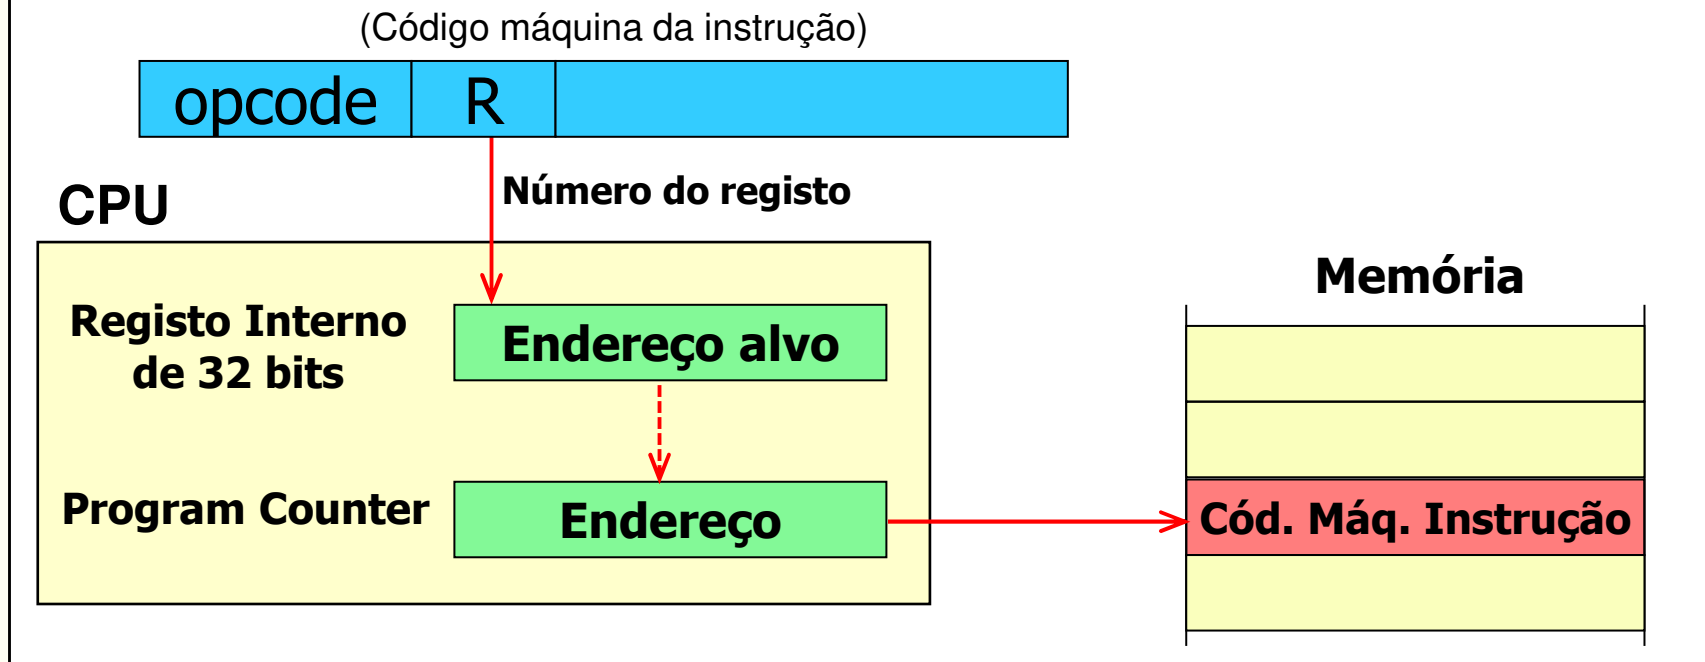 (Código máquina da instrução)
opcode R
Número do registo
CPU
Memória
Registo Interno
de 32 bits
Endereço alvo
Program Counter
Endereço
Cód. Máq. Instrução